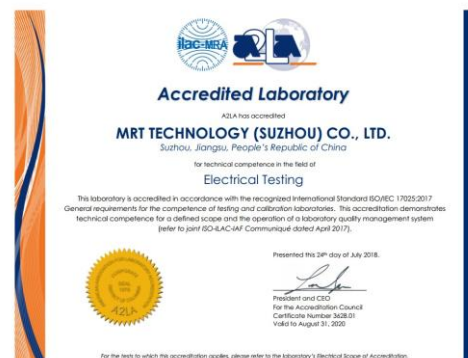 ilac-MRA
A2LA
Accredited Laboratory
A2LA has accredited
MRT TECHNOLOGY (SUZHOU) CO., LTD.
Suzhou, Jiangsu, People's Republic of China
for technical competence in the field of
Electrical Testing
This laboratory is accredited in accordance with the recognized International Standard ISO/IEC 17025:2017
General requirements for the competence of testing and calibration laboratories. This accreditation demonstrates
technical competence for a defined scope and the operation of a laboratory quality management system
(refer to joint ISO-ILAC-IAF Communiqué dated April 2017).
Presented this 24th day of July 2018.
President and CEO
For the Accreditation Council
Certificate Number 3628.01
Valid to August 31, 2020
SEAL
1978
A2LA
For the tests to which this accreditation applies, please refer to the laboratory's Electrical Scope of Accreditation.